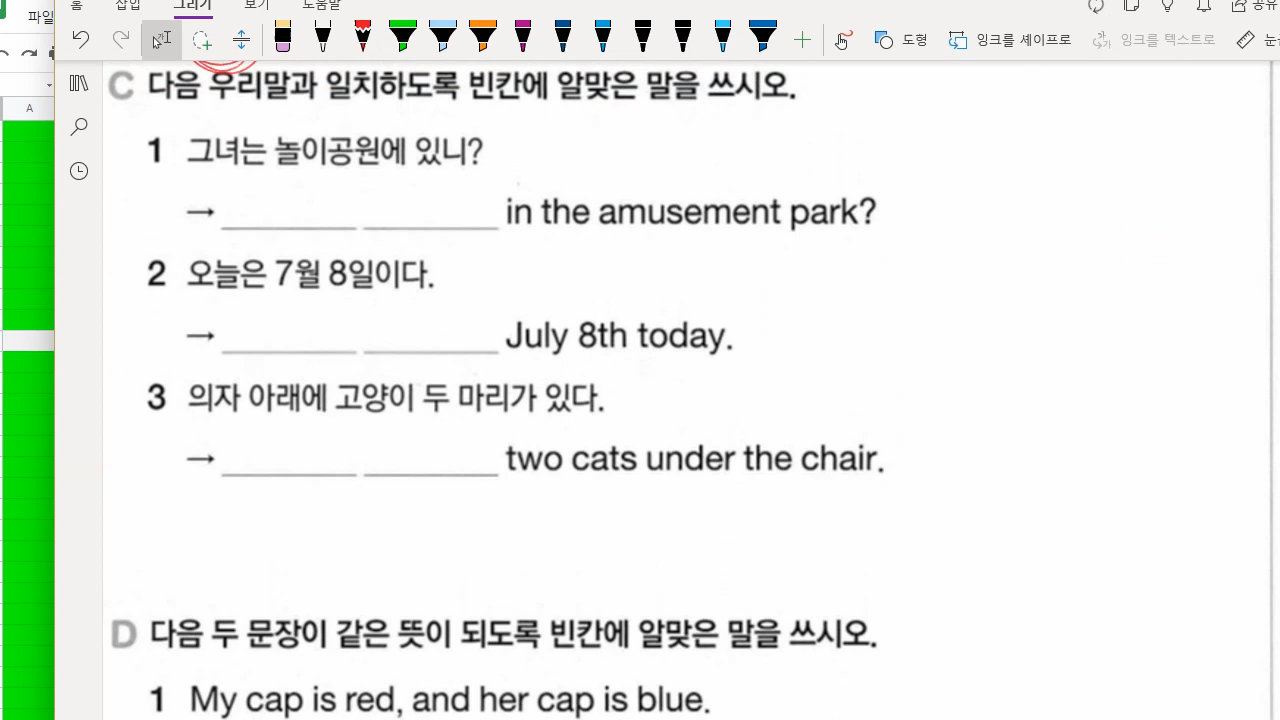 홈 삽입 그리기 보기 도움말
파일
공유
도형
잉크를 셰이프로
잉크를 텍스트로
A
C 다음 우리말과 일치하도록 빈칸에 알맞은 말을 쓰시오.
1 그녀는 놀이공원에 있니?
→ ________ ________ in the amusement park?
2 오늘은 7월 8일이다.
→ ________ ________ July 8th today.
3 의자 아래에 고양이 두 마리가 있다.
→ ________ ________ two cats under the chair.
D 다음 두 문장이 같은 뜻이 되도록 빈칸에 알맞은 말을 쓰시오.
1 My cap is red, and her cap is blue.